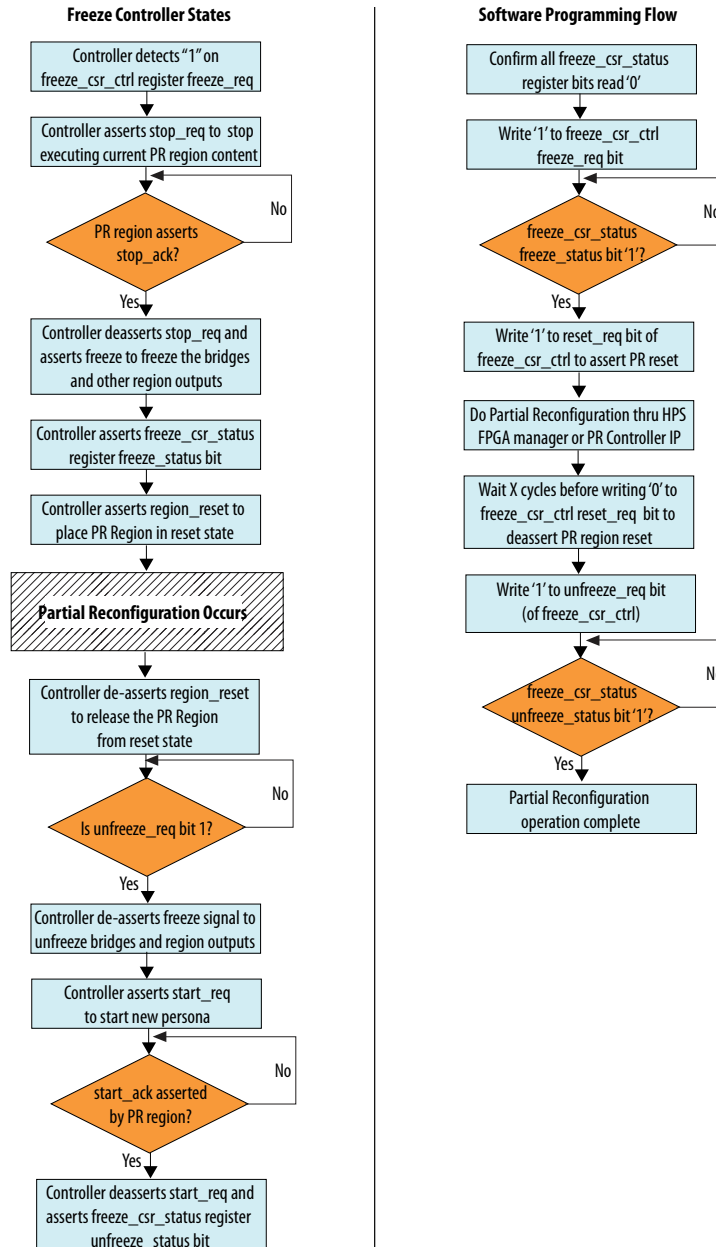 Freeze Controller States
Controller detects “1” on
freeze_csr_ctrl register freeze_req
Controller asserts stop_req to stop
executing current PR region content
No
PR region asserts
stop_ack?
Yes
Controller deasserts stop_req and
asserts freeze to freeze the bridges
and other region outputs
Controller asserts freeze_csr_status
register freeze_status bit
Controller asserts region_reset to
place PR Region in reset state
Partial Reconfiguration Occurs
Controller de-asserts region_reset
to release the PR Region
from reset state
No
Is unfreeze_req bit 1?
Yes
Controller de-asserts freeze signal to
unfreeze bridges and region outputs
Controller asserts start_req
to start new persona
No
start_ack asserted
by PR region?
Yes
Controller deasserts start_req and
asserts freeze_csr_status register
unfreeze_status bit
Software Programming Flow
Confirm all freeze_csr_status
register bits read ‘0’
Write ‘1’ to freeze_csr_ctrl
freeze_req bit
No
freeze_csr_status
freeze_status bit ‘1’?
Yes
Write ‘1’ to reset_req bit of
freeze_csr_ctrl to assert PR reset
Do Partial Reconfiguration thru HPS
FPGA manager or PR Controller IP
Wait X cycles before writing ‘0’ to
freeze_csr_ctrl reset_req bit to
deassert PR region reset
Write ‘1’ to unfreeze_req bit
(of freeze_csr_ctrl)
No
freeze_csr_status
unfreeze_status bit ‘1’?
Yes
Partial Reconfiguration
operation complete